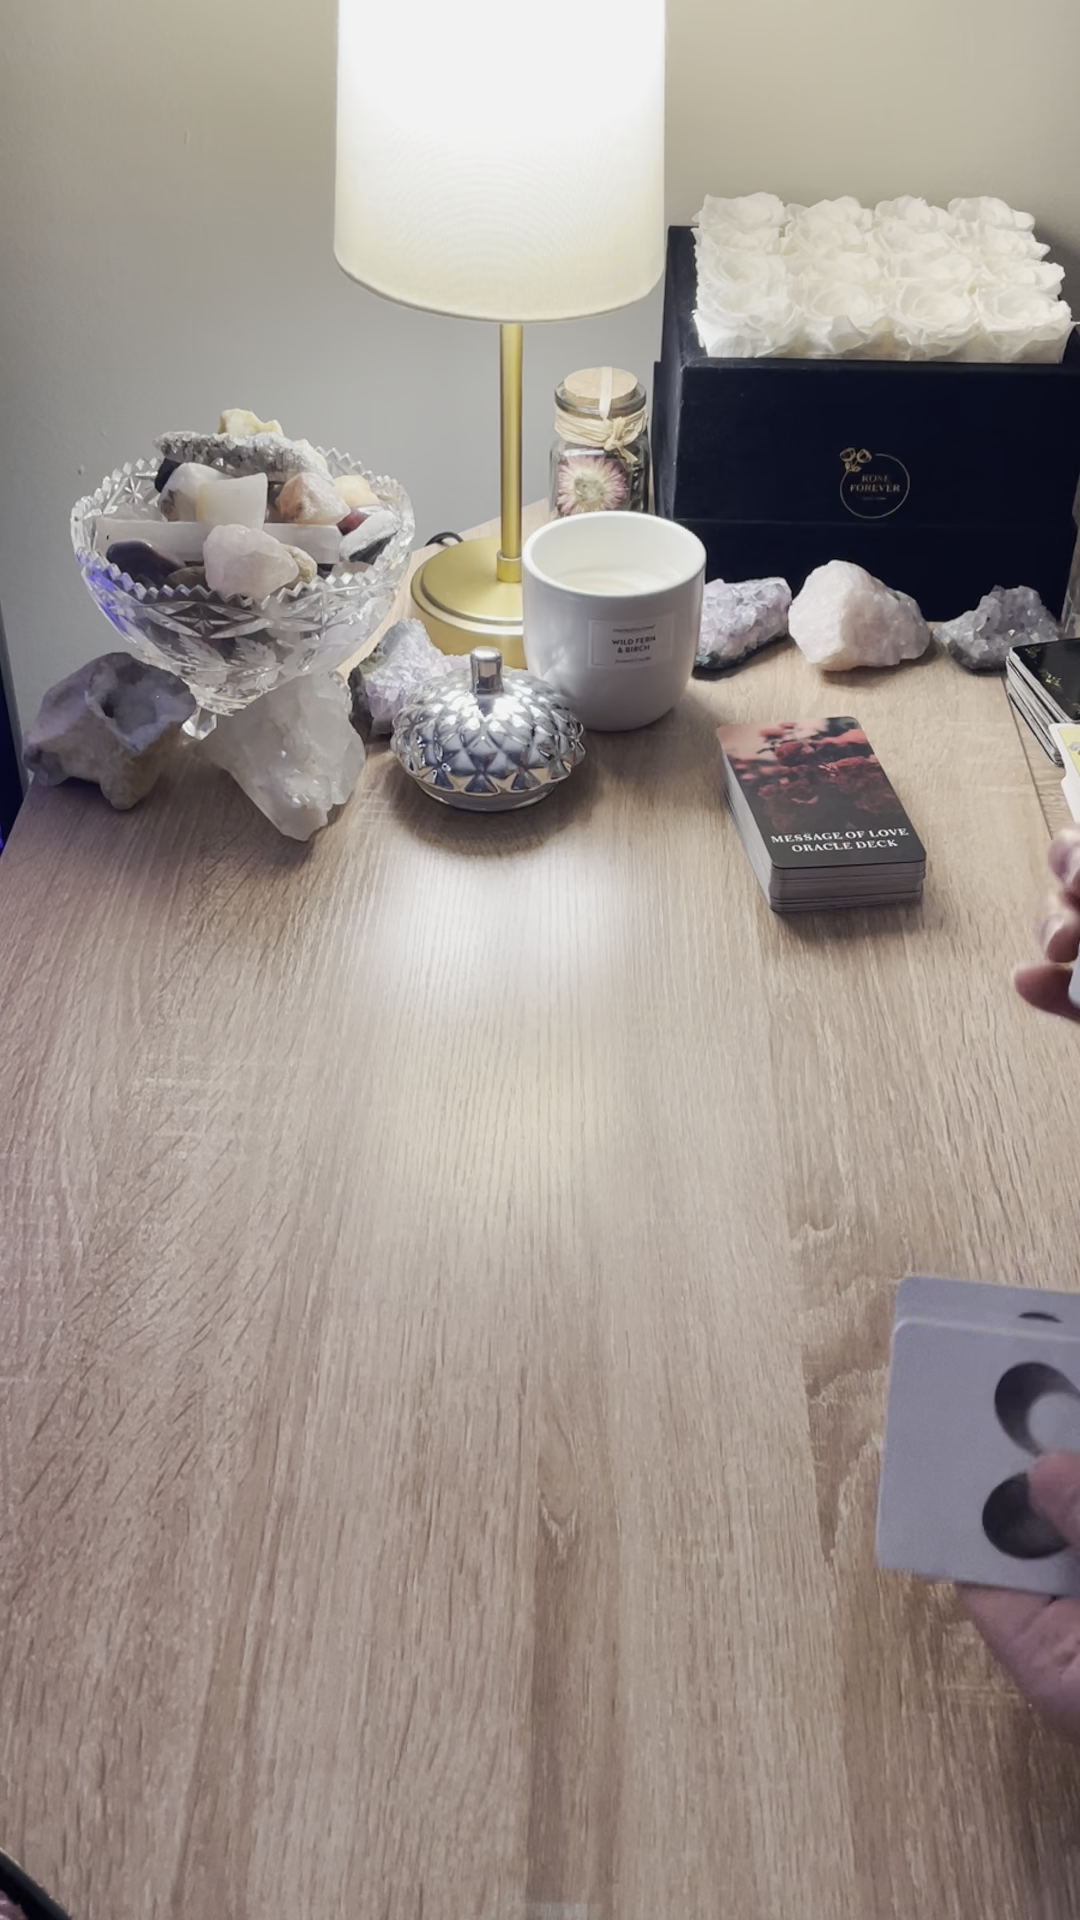 ROSE
FOREVER
WILD FERN
& BIRCH
MESSAGE OF LOVE
ORACLE DECK